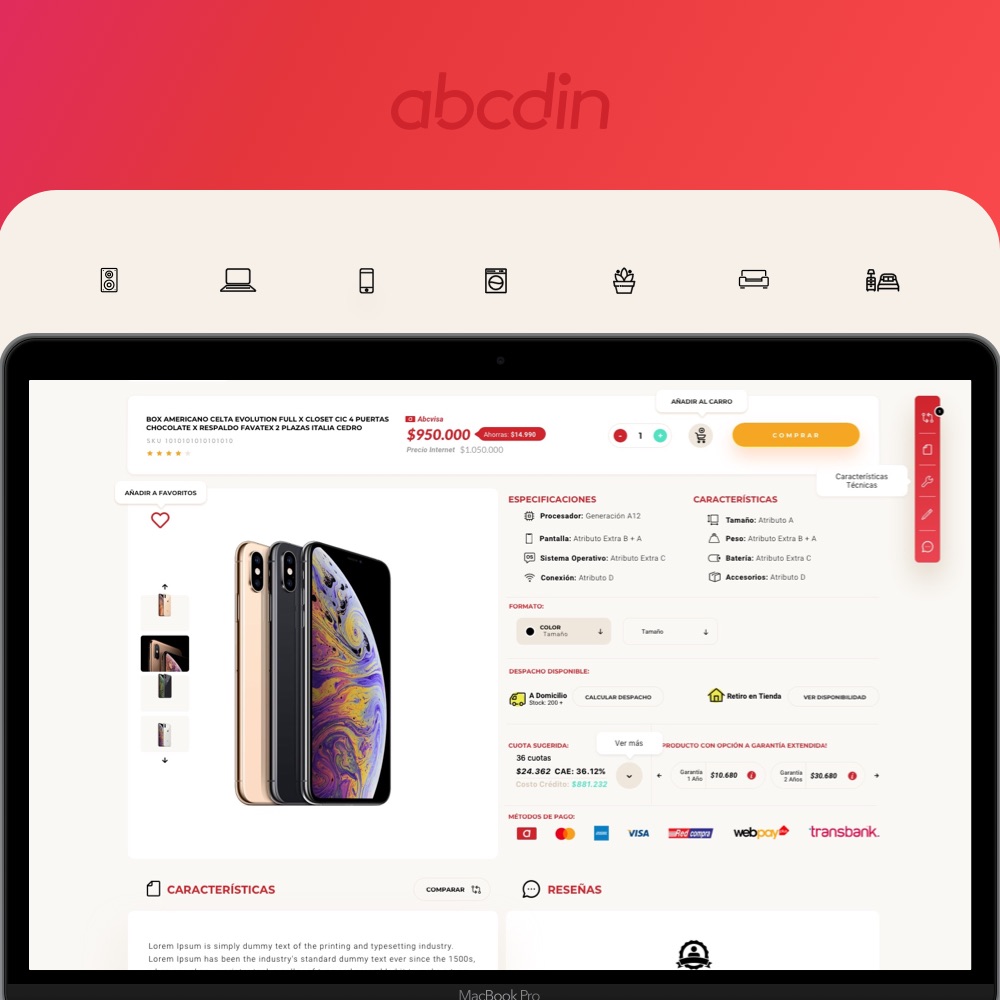 abcdin
AÑADIR AL CARRO
BOX AMERICANO CELTA EVOLUTION FULL X CLOSET CIC 4 PUERTAS
CHOCOLATE X RESPALDO FAVATEX 2 PLAZAS ITALIA CEDRO
SKU 1010101010101010
Abcvisa
$950.000
Ahorras: $14.990
Precio Internet $1.050.000
- 1 +
COMPRAR
Características
Técnicas
AÑADIR A FAVORITOS
ESPECIFICACIONES
Procesador: Generación A12
Pantalla: Atributo Extra B + A
Sistema Operativo: Atributo Extra C
Conexión: Atributo D
CARACTERÍSTICAS
Tamaño: Atributo A
Peso: Atributo Extra B + A
Batería: Atributo Extra C
Accesorios: Atributo D
FORMATO:
COLOR
Tamaño
Tamaño
DESPACHO DISPONIBLE:
A Domicilio
Stock: 200 +
CALCULAR DESPACHO
Retiro en Tienda
VER DISPONIBILIDAD
CUOTA SUGERIDA:
Ver más
PRODUCTO CON OPCIÓN A GARANTÍA EXTENDIDA!
36 cuotas
$24.362 CAE: 36.12%
Costo Crédito: $881.232
Garantía
1 Año
$10.680
Garantía
2 Años
$30.680
MÉTODOS DE PAGO:
VISA
RedCompra
webpay
transbank.
CARACTERÍSTICAS
COMPARAR
RESEÑAS
Lorem Ipsum is simply dummy text of the printing and typesetting industry.
Lorem Ipsum has been the industry's standard dummy text ever since the 1500s,
MacBook Pro